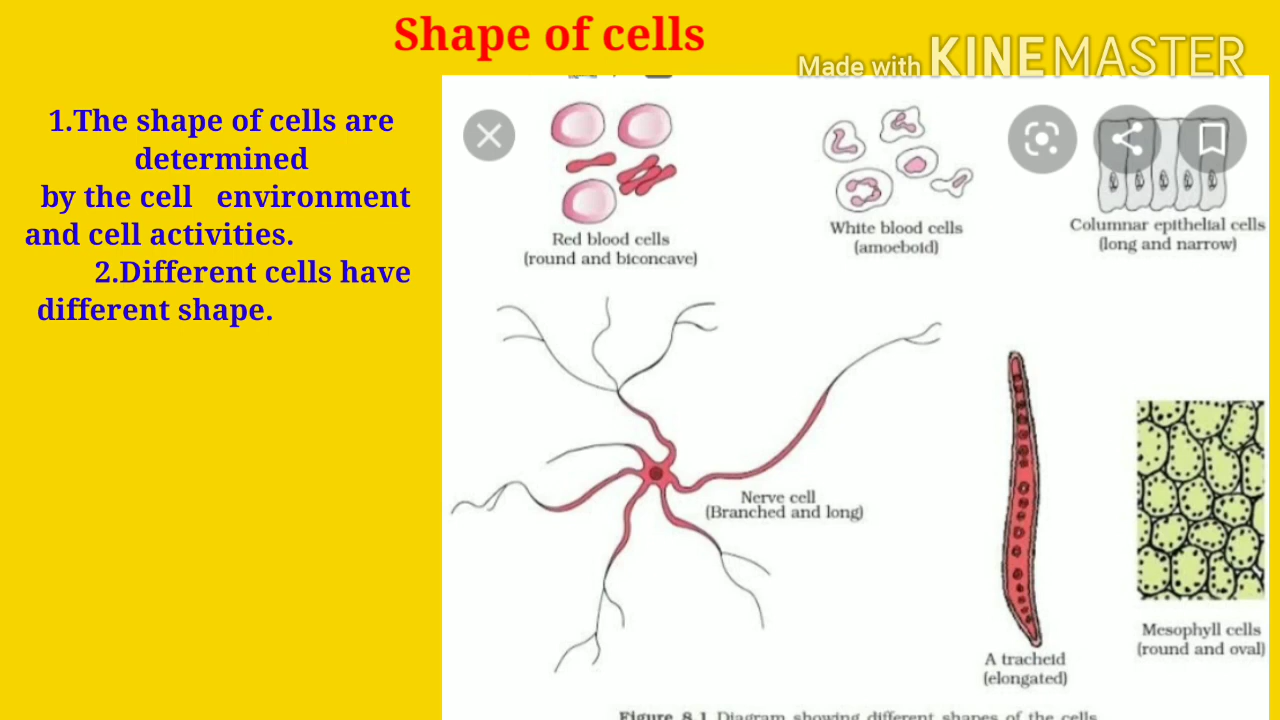 Shape of cells
Made with KINEMASTER
1.The shape of cells are
determined
by the cell environment
and cell activities.
2.Different cells have
different shape.
Red blood cells
(round and biconcave)
White blood cells
(amoeboid)
Columnar epithelial cells
(long and narrow)
Nerve cell
(Branched and long)
A tracheid
(elongated)
Mesophyll cells
(round and oval)
Figure 8.1 Diagram showing different shapes of the cells